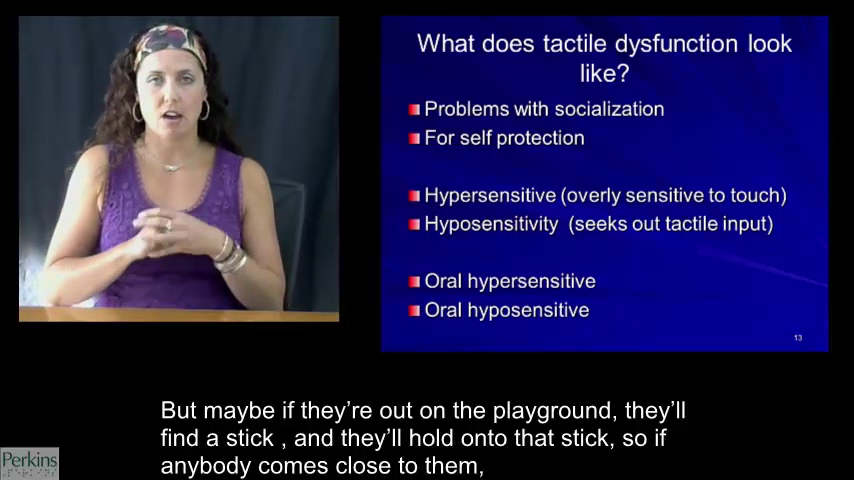 What does tactile dysfunction look
like?
Problems with socialization
For self protection
Hypersensitive (overly sensitive to touch)
Hyposensitivity (seeks out tactile input)
Oral hypersensitive
Oral hyposensitive
13
But maybe if they're out on the playground, they'll
find a stick , and they'll hold onto that stick, so if
anybody comes close to them,
Perkins